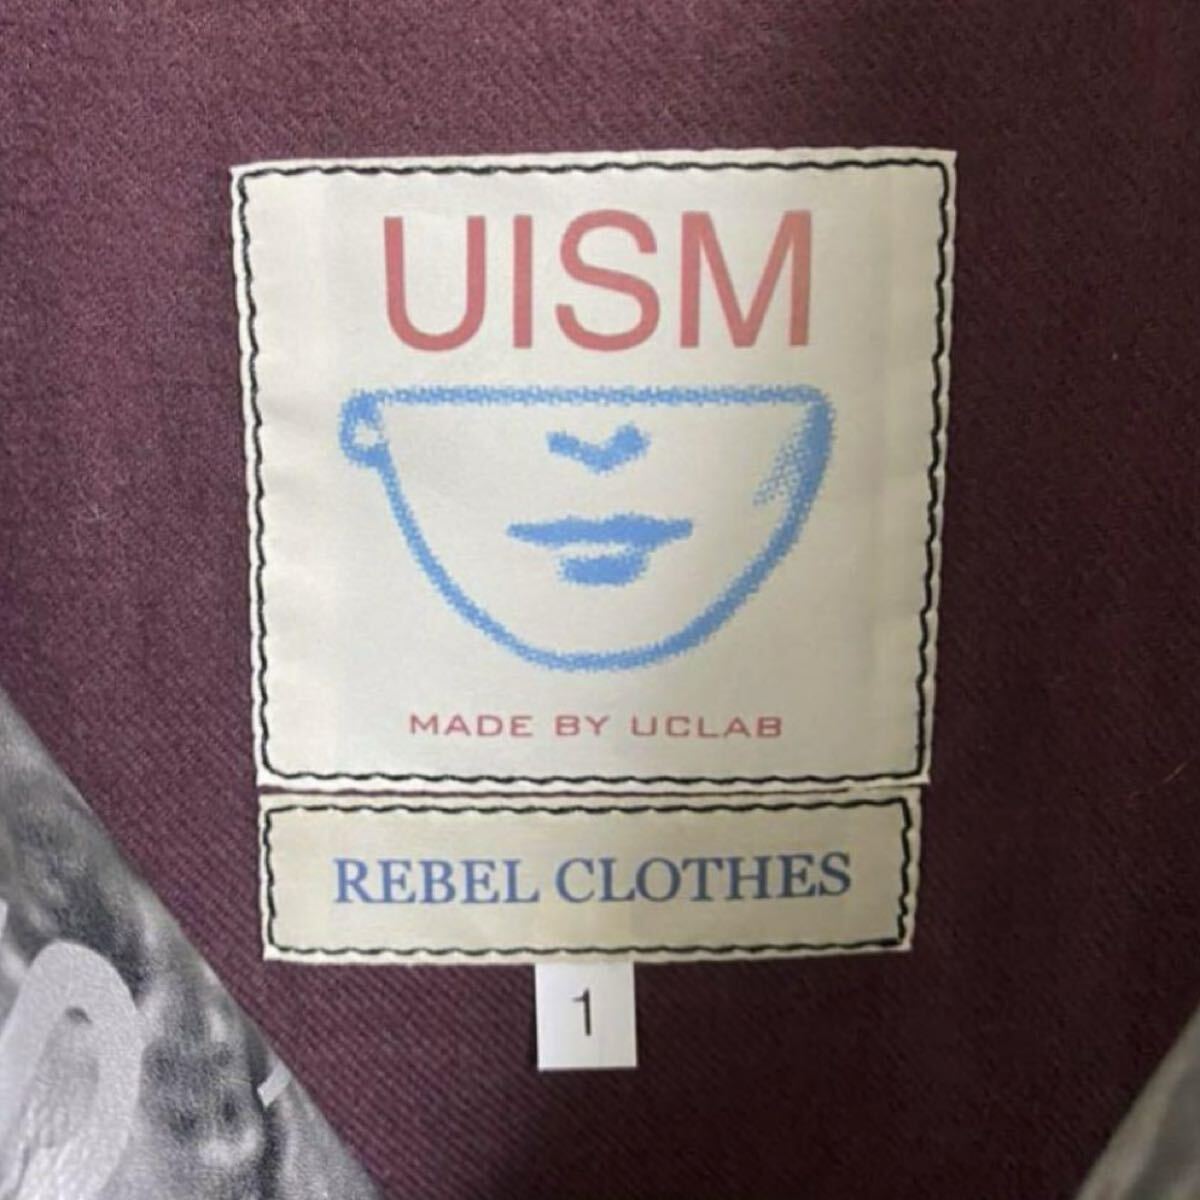 UISM
MADE BY UCLAB
REBEL CLOTHES
1